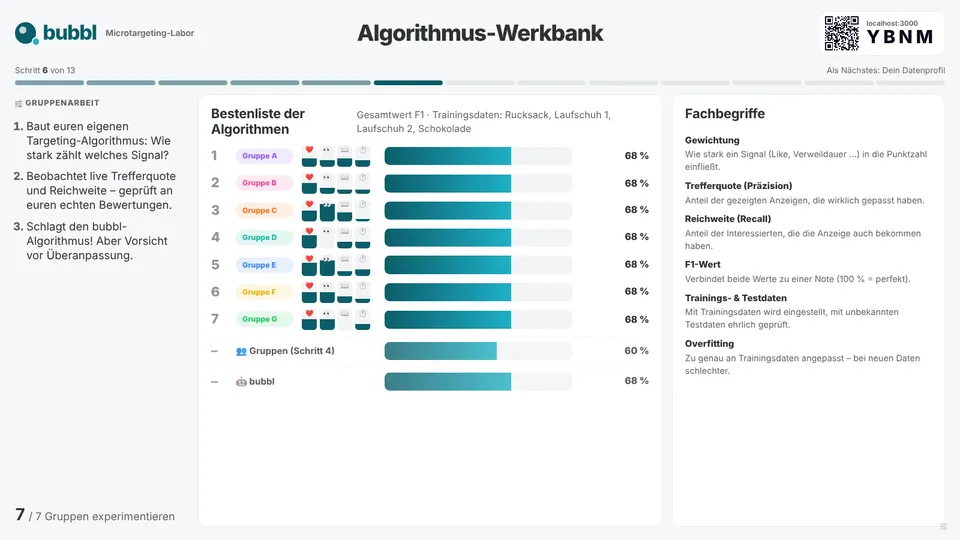 bubbl Microtargeting-Labor
Algorithmus-Werkbank
localhost:3000
YBNM
Schritt 6 von 13
Als Nächstes: Dein Datenprofil
GRUPPENARBEIT
1. Baut euren eigenen
Targeting-Algorithmus: Wie
stark zählt welches Signal?
2. Beobachtet live Trefferquote
und Reichweite – geprüft an
euren echten Bewertungen.
3. Schlagt den bubbl-
Algorithmus! Aber Vorsicht
vor Überanpassung.
7 / 7 Gruppen experimentieren
Bestenliste der
Algorithmen
Gesamtwert F1 · Trainingsdaten: Rucksack, Laufschuh 1,
Laufschuh 2, Schokolade
1 Gruppe A 68 %
2 Gruppe B 68 %
3 Gruppe C 68 %
4 Gruppe D 68 %
5 Gruppe E 68 %
6 Gruppe F 68 %
7 Gruppe G 68 %
– Gruppen (Schritt 4) 60 %
– bubbl 68 %
Fachbegriffe
Gewichtung
Wie stark ein Signal (Like, Verweildauer ...) in die Punktzahl
einfließt.
Trefferquote (Präzision)
Anteil der gezeigten Anzeigen, die wirklich gepasst haben.
Reichweite (Recall)
Anteil der Interessierten, die die Anzeige auch bekommen
haben.
F1-Wert
Verbindet beide Werte zu einer Note (100 % = perfekt).
Trainings- & Testdaten
Mit Trainingsdaten wird eingestellt, mit unbekannten
Testdaten ehrlich geprüft.
Overfitting
Zu genau an Trainingsdaten angepasst – bei neuen Daten
schlechter.